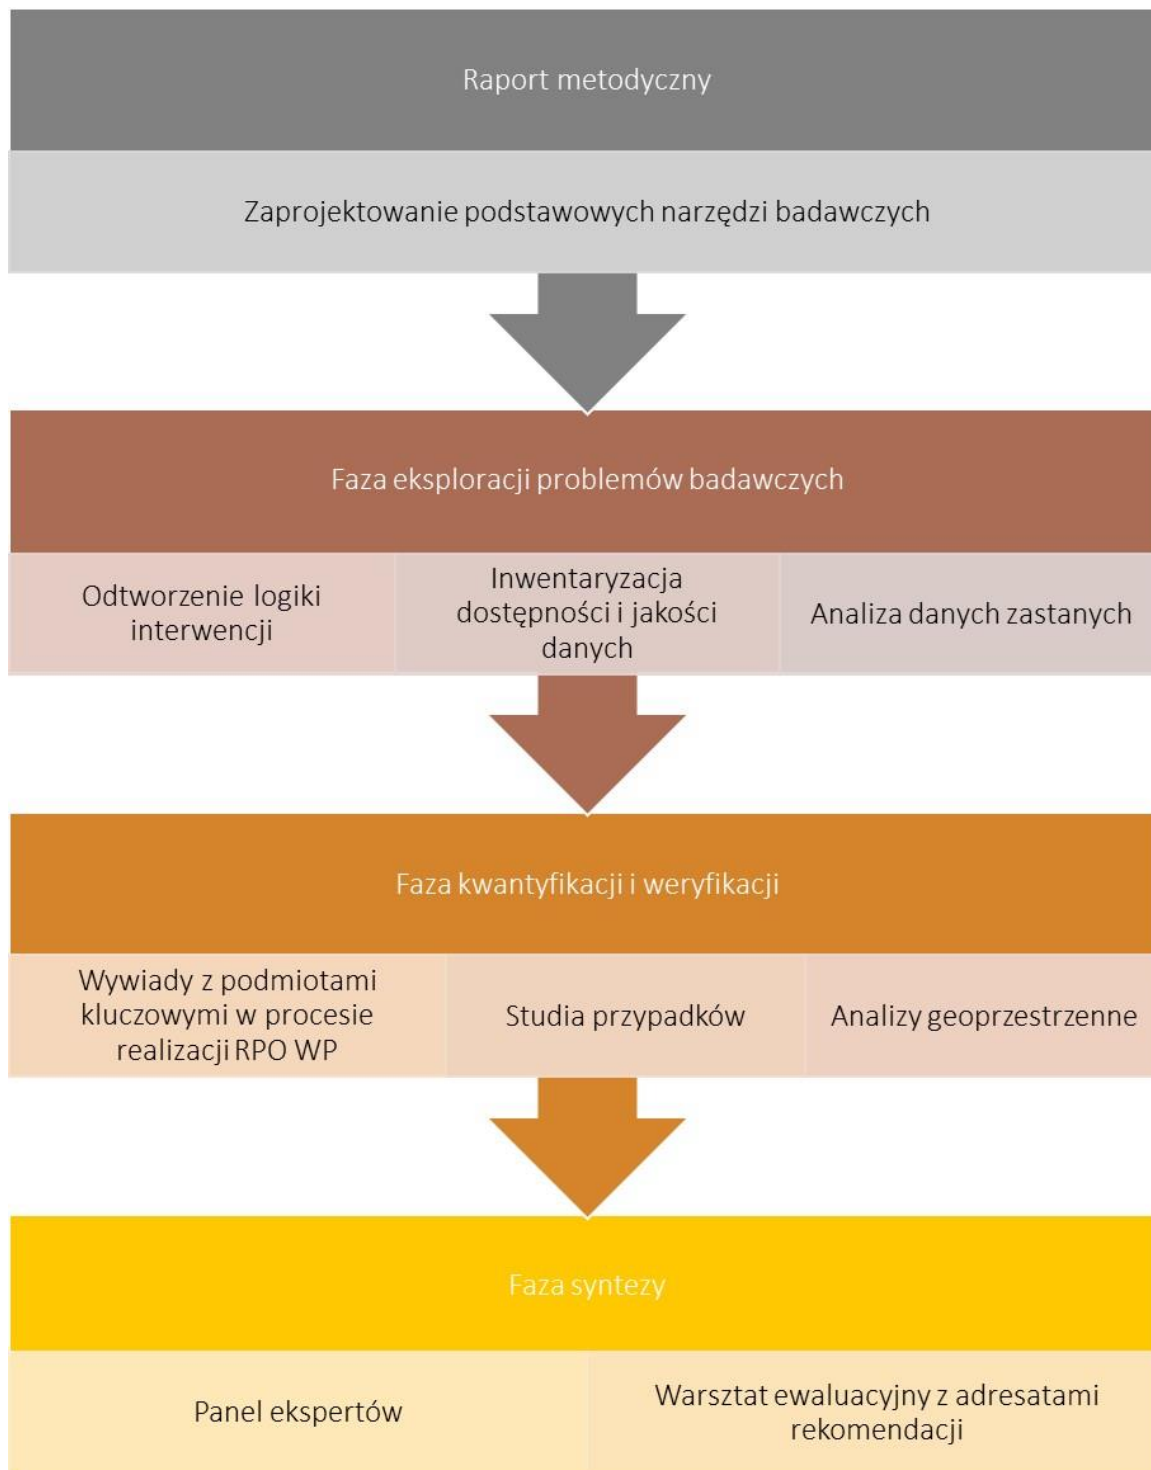 Raport metodyczny
Zaprojektowanie podstawowych narzędzi badawczych
Faza eksploracji problemów badawczych
Odtworzenie logiki
interwencji
Inwentaryzacja
dostępności i jakości
danych
Analiza danych zastanych
Faza kwantyfikacji i weryfikacji
Wywiady z podmiotami
kluczowymi w procesie
realizacji RPO WP
Studia przypadków
Analizy geoprzestrzenne
Faza syntezy
Panel ekspertów
Warsztat ewaluacyjny z adresatami
rekomendacji